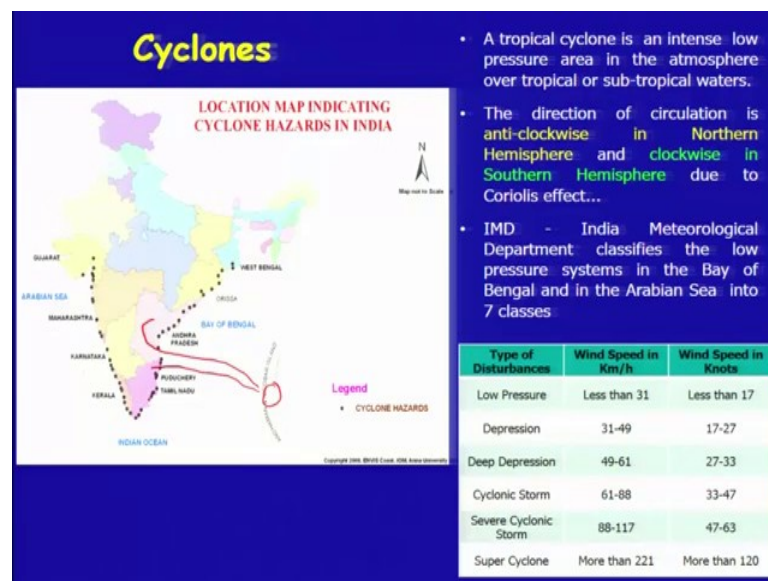 Cyclones
LOCATION MAP INDICATING
CYCLONE HAZARDS IN INDIA
N
Map not to Scale
GUJARAT
WEST BENGAL
ORISSA
ARABIAN SEA
MAHARASHTRA
BAY OF BENGAL
ANDHRA
PRADESH
KARNATAKA
PUDUCHERY
TAMIL NADU
KERALA
INDIAN OCEAN
Legend
CYCLONE HAZARDS
• A tropical cyclone is an intense low
pressure area in the atmosphere
over tropical or sub-tropical waters.
• The direction of circulation is
anti-clockwise in Northern
Hemisphere and clockwise in
Southern Hemisphere due to
Coriolis effect...
• IMD - India Meteorological
Department classifies the low
pressure systems in the Bay of
Bengal and in the Arabian Sea into
7 classes
Type of Disturbances Wind Speed in Km/h Wind Speed in Knots
Low Pressure Less than 31 Less than 17
Depression 31-49 17-27
Deep Depression 49-61 27-33
Cyclonic Storm 61-88 33-47
Severe Cyclonic Storm 88-117 47-63
Super Cyclone More than 221 More than 120